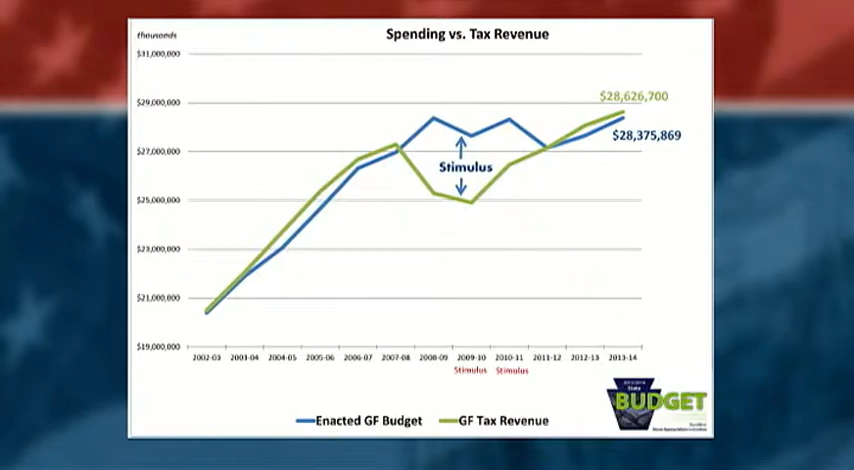 thousands
Spending vs. Tax Revenue
$31,000,000
$29,000,000
$28,626,700
$28,375,869
$27,000,000
Stimulus
$25,000,000
$23,000,000
$21,000,000
$19,000,000
2002-03 2003-04 2004-05 2005-06 2006-07 2007-08 2008-09 2009-10 2010-11 2011-12 2012-13 2013-14
Stimulus Stimulus
State
BUDGET
Enacted GF Budget GF Tax Revenue